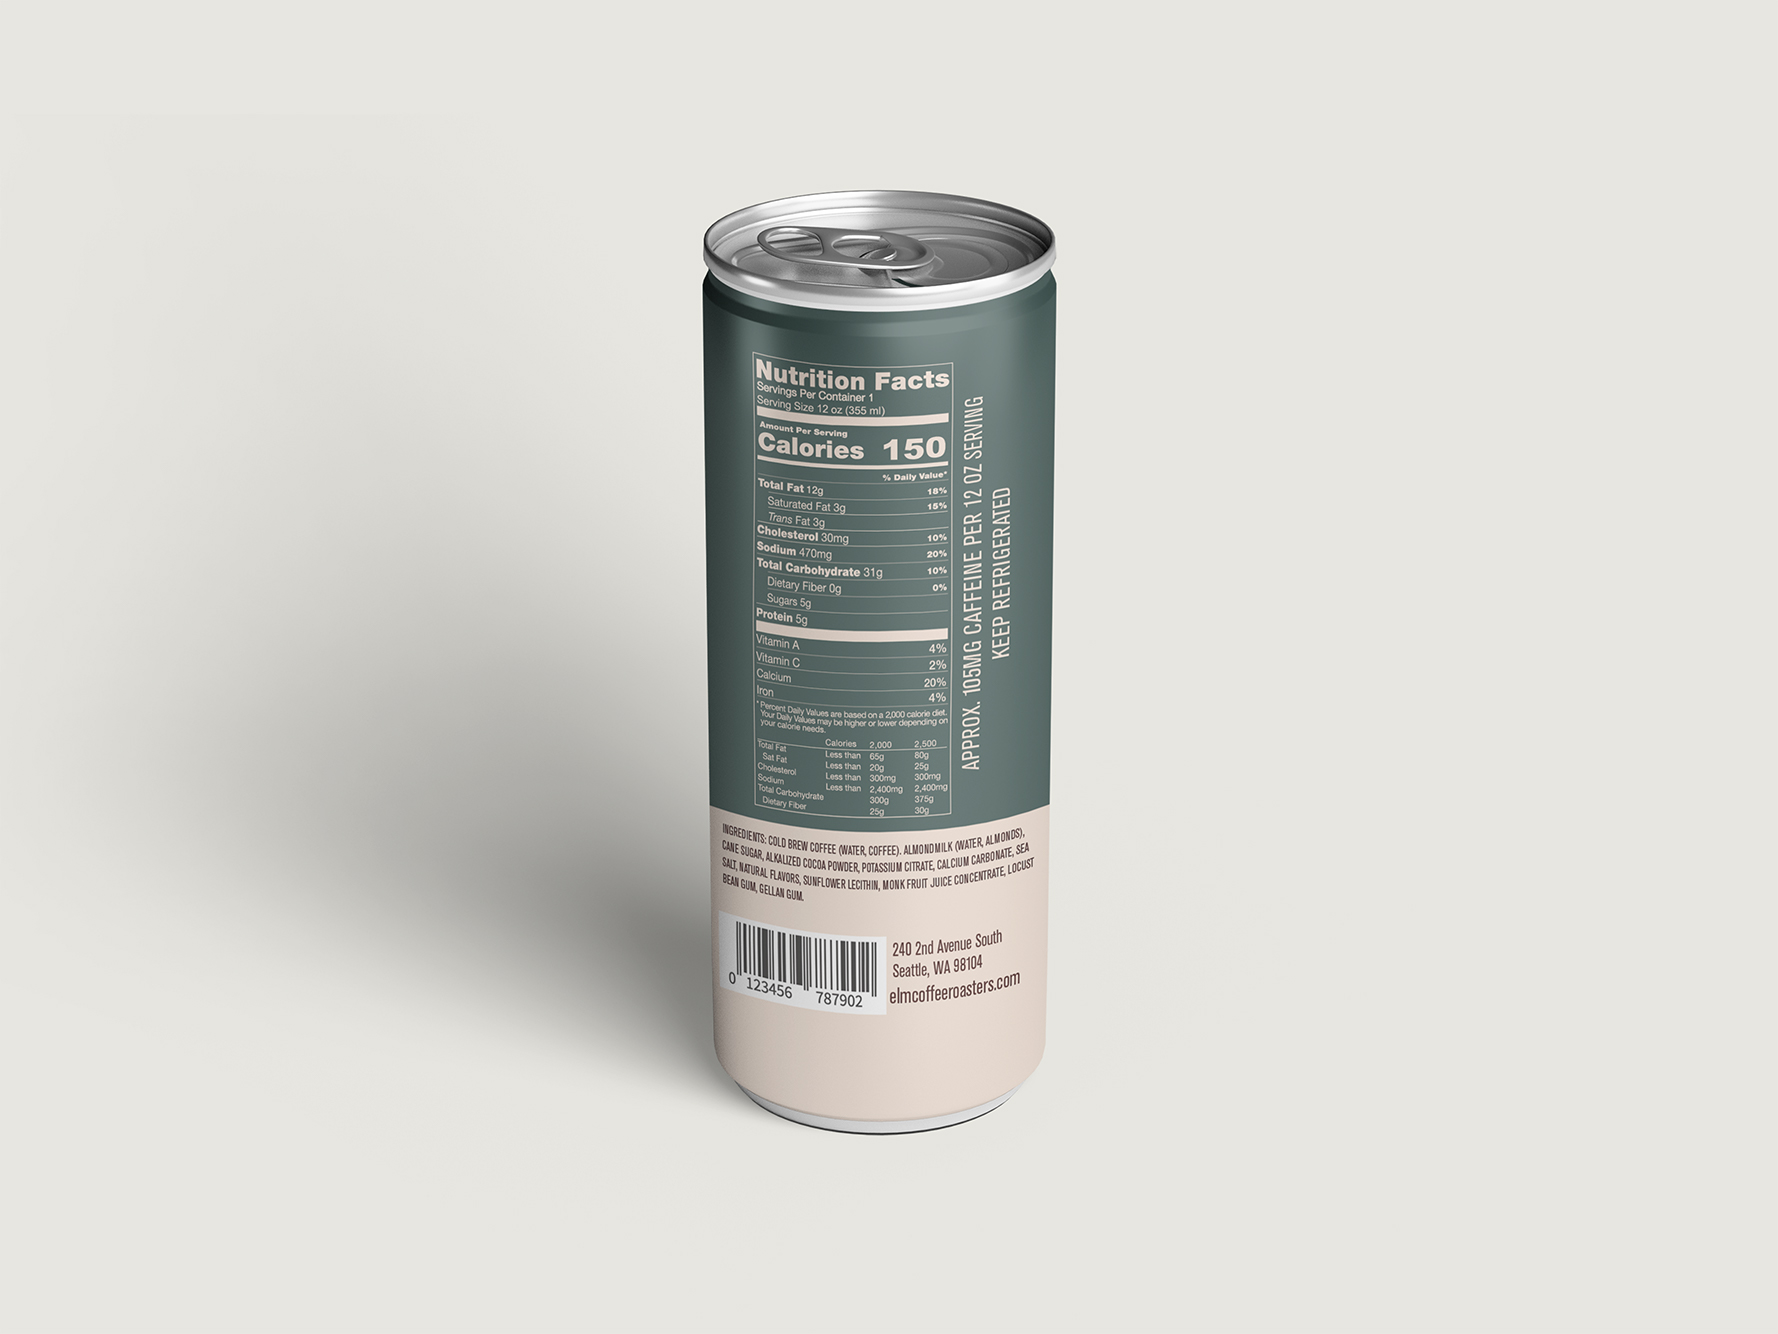 Nutrition Facts
Servings Per Container 1
Serving Size 12 oz (355 ml)
Amount Per Serving
Calories 150
% Daily Value*
Total Fat 12g 18%
Saturated Fat 3g 15%
Trans Fat 3g
Cholesterol 30mg 10%
Sodium 470mg 20%
Total Carbohydrate 31g 10%
Dietary Fiber 0g 0%
Sugars 5g
Protein 5g
Vitamin A 4%
Vitamin C 2%
Calcium 20%
Iron 4%
* Percent Daily Values are based on a 2,000 calorie diet.
Your Daily Values may be higher or lower depending on
your calorie needs.
Calories 2,000 2,500
Total Fat Less than 65g 80g
Sat Fat Less than 20g 25g
Cholesterol Less than 300mg 300mg
Sodium Less than 2,400mg 2,400mg
Total Carbohydrate 300g 375g
Dietary Fiber 25g 30g
APPROX. 105MG CAFFEINE PER 12 OZ SERVING
KEEP REFRIGERATED
INGREDIENTS: COLD BREW COFFEE (WATER, COFFEE). ALMONDMILK (WATER, ALMONDS),
CANE SUGAR, ALKALIZED COCOA POWDER, POTASSIUM CITRATE, CALCIUM CARBONATE, SEA
SALT, NATURAL FLAVORS, SUNFLOWER LECITHIN, MONK FRUIT JUICE CONCENTRATE, LOCUST
BEAN GUM, GELLAN GUM.
0 123456 787902
240 2nd Avenue South
Seattle, WA 98104
elmcoffeeroasters.com